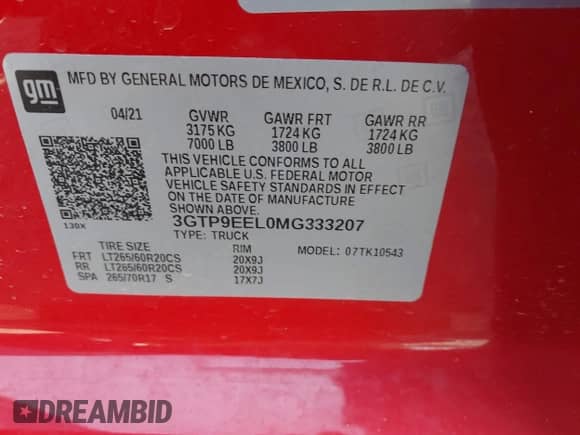 gm
MFD BY GENERAL MOTORS DE MEXICO, S. DE R.L. DE C.V.
04/21 GVWR GAWR FRT GAWR RR
3175 KG 1724 KG 1724 KG
7000 LB 3800 LB 3800 LB
THIS VEHICLE CONFORMS TO ALL
APPLICABLE U.S. FEDERAL MOTOR
VEHICLE SAFETY STANDARDS IN EFFECT
ON THE DATE OF MANUFACTURE
SHOWN ABOVE.
130X
3GTP9EEL0MG333207
TYPE: TRUCK MODEL: 07TK10543
TIRE SIZE RIM
FRT LT265/60R20CS 20X9J
RR LT265/60R20CS 20X9J
SPA 265/70R17 S 17X7J
DREAMBID